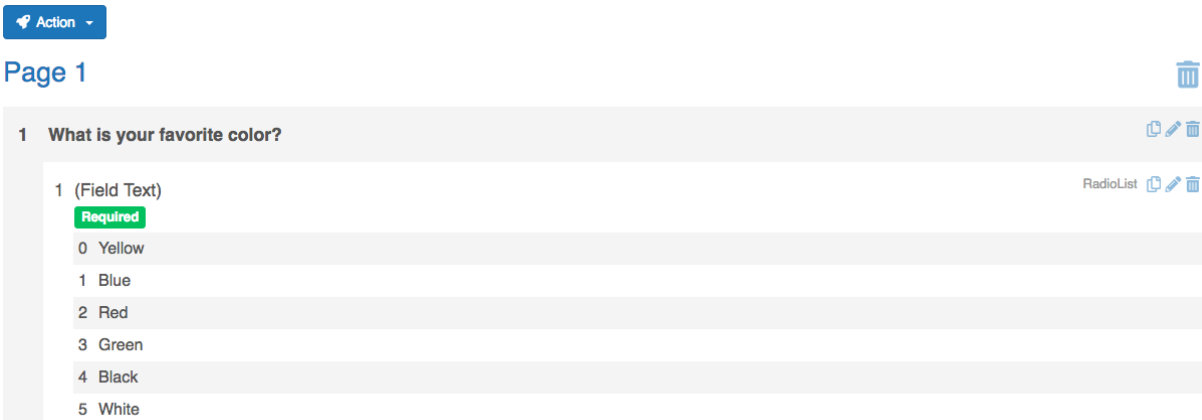 Action
Page 1
1 What is your favorite color?
1 (Field Text) RadioList
Required
0 Yellow
1 Blue
2 Red
3 Green
4 Black
5 White